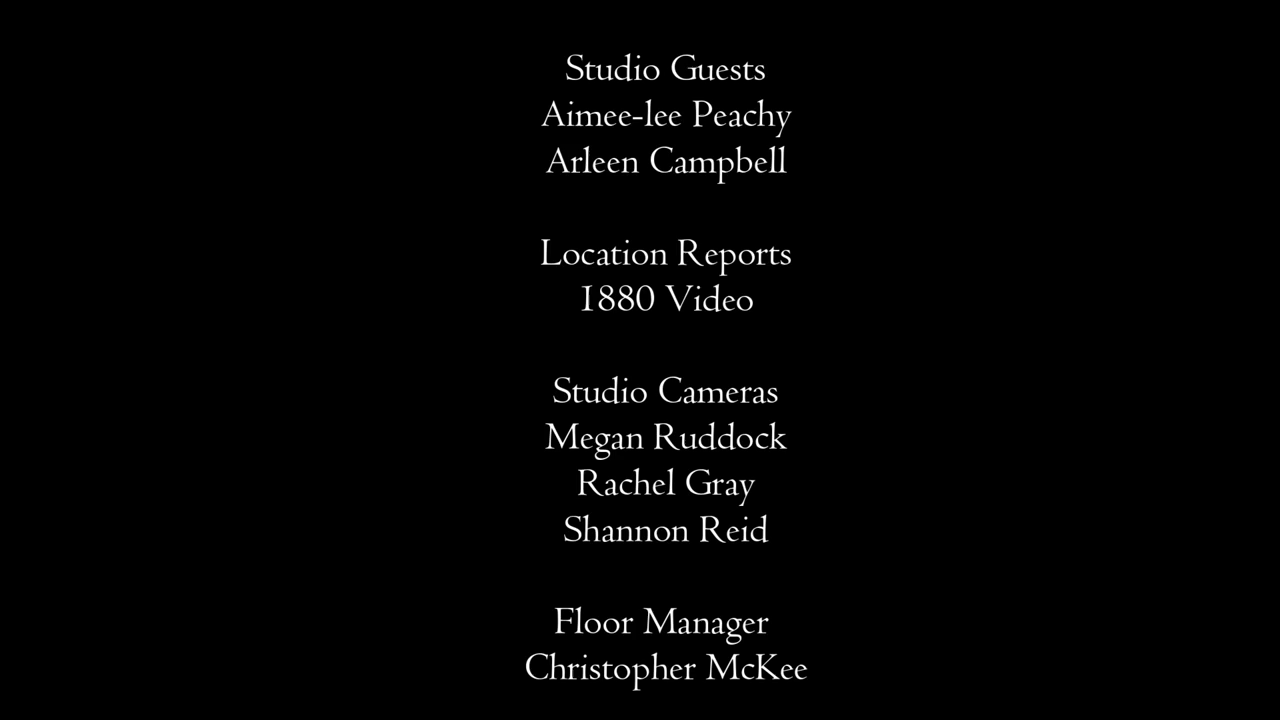 Studio Guests
Aimee-lee Peachy
Arleen Campbell
Location Reports
1880 Video
Studio Cameras
Megan Ruddock
Rachel Gray
Shannon Reid
Floor Manager
Christopher McKee